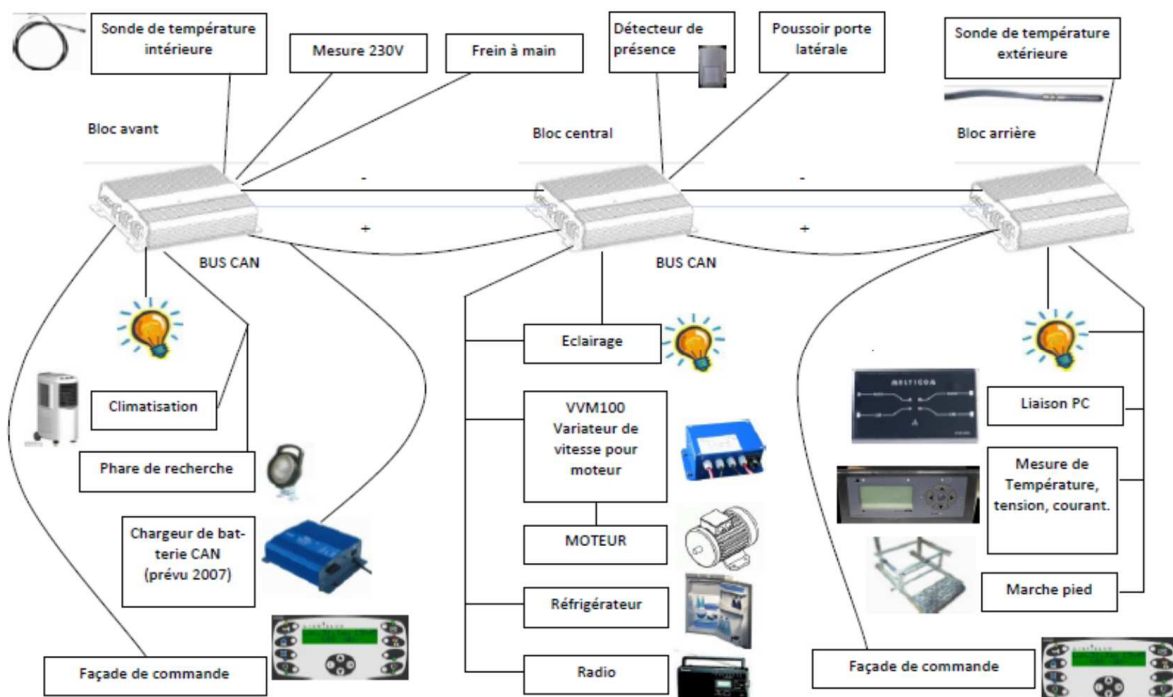 Sonde de température
intérieure
Mesure 230V
Frein à main
Détecteur de
présence
Poussoir porte
latérale
Sonde de température
extérieure
Bloc avant
Bloc central
Bloc arrière
-
-
+
+
BUS CAN
BUS CAN
Eclairage
Climatisation
VVM100
Variateur de
vitesse pour
moteur
MULTICOM
Liaison PC
Phare de recherche
Mesure de
Température,
tension, courant.
Chargeur de bat-
terie CAN
(prévu 2007)
MOTEUR
Réfrigérateur
Marche pied
Façade de commande
Radio
Façade de commande